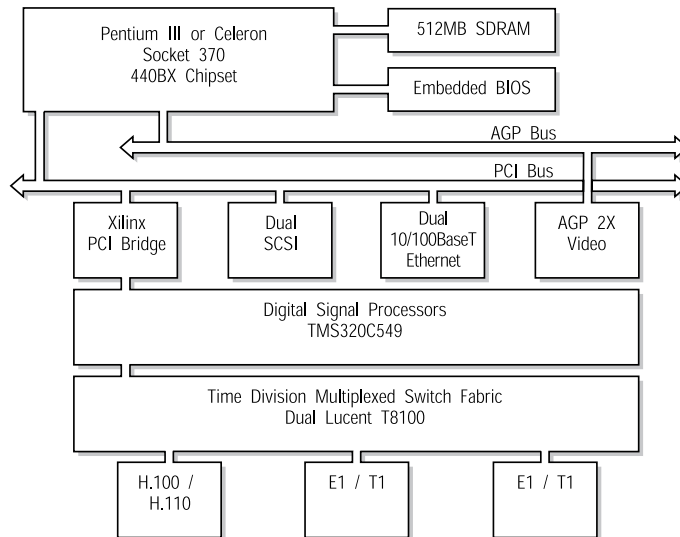 Pentium III or Celeron
Socket 370
440BX Chipset
512MB SDRAM
Embedded BIOS
AGP Bus
PCI Bus
Xilinx
PCI Bridge
Dual
SCSI
Dual
10/100BaseT
Ethernet
AGP 2X
Video
Digital Signal Processors
TMS320C549
Time Division Multiplexed Switch Fabric
Dual Lucent T8100
H.100 /
H.110
E1 / T1
E1 / T1